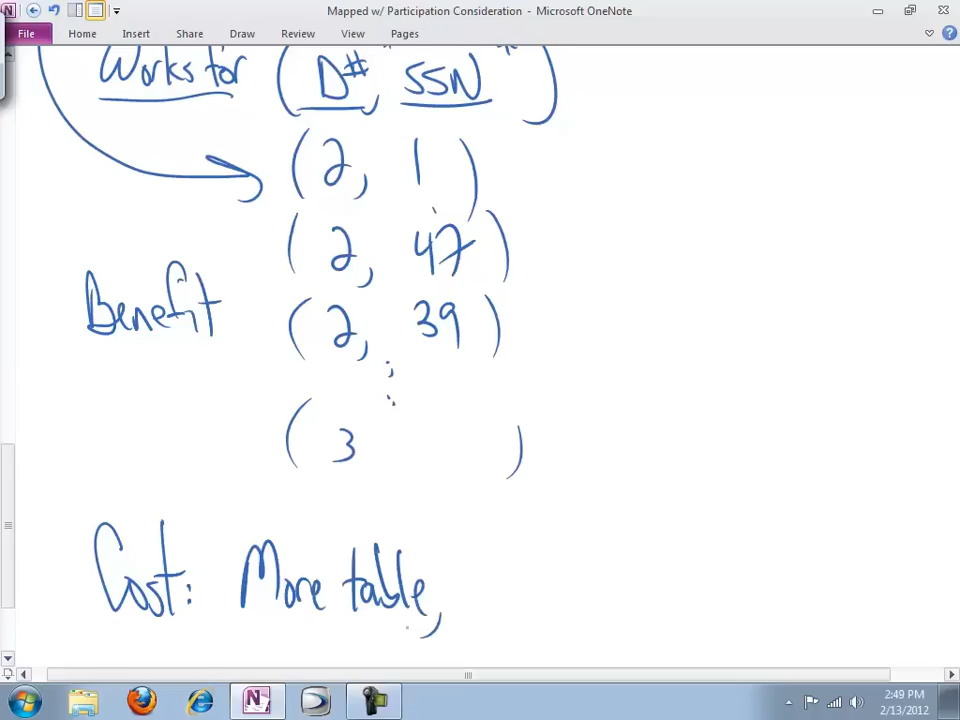 Mapped w/ Participation Consideration - Microsoft OneNote
File Home Insert Share Draw Review View Pages
Works for ( D#*, SSN* )
( 2, 1 )
( 2, 47 )
Benefit ( 2, 39 )
( 3 )
Cost: More table,
2:49 PM
2/13/2012